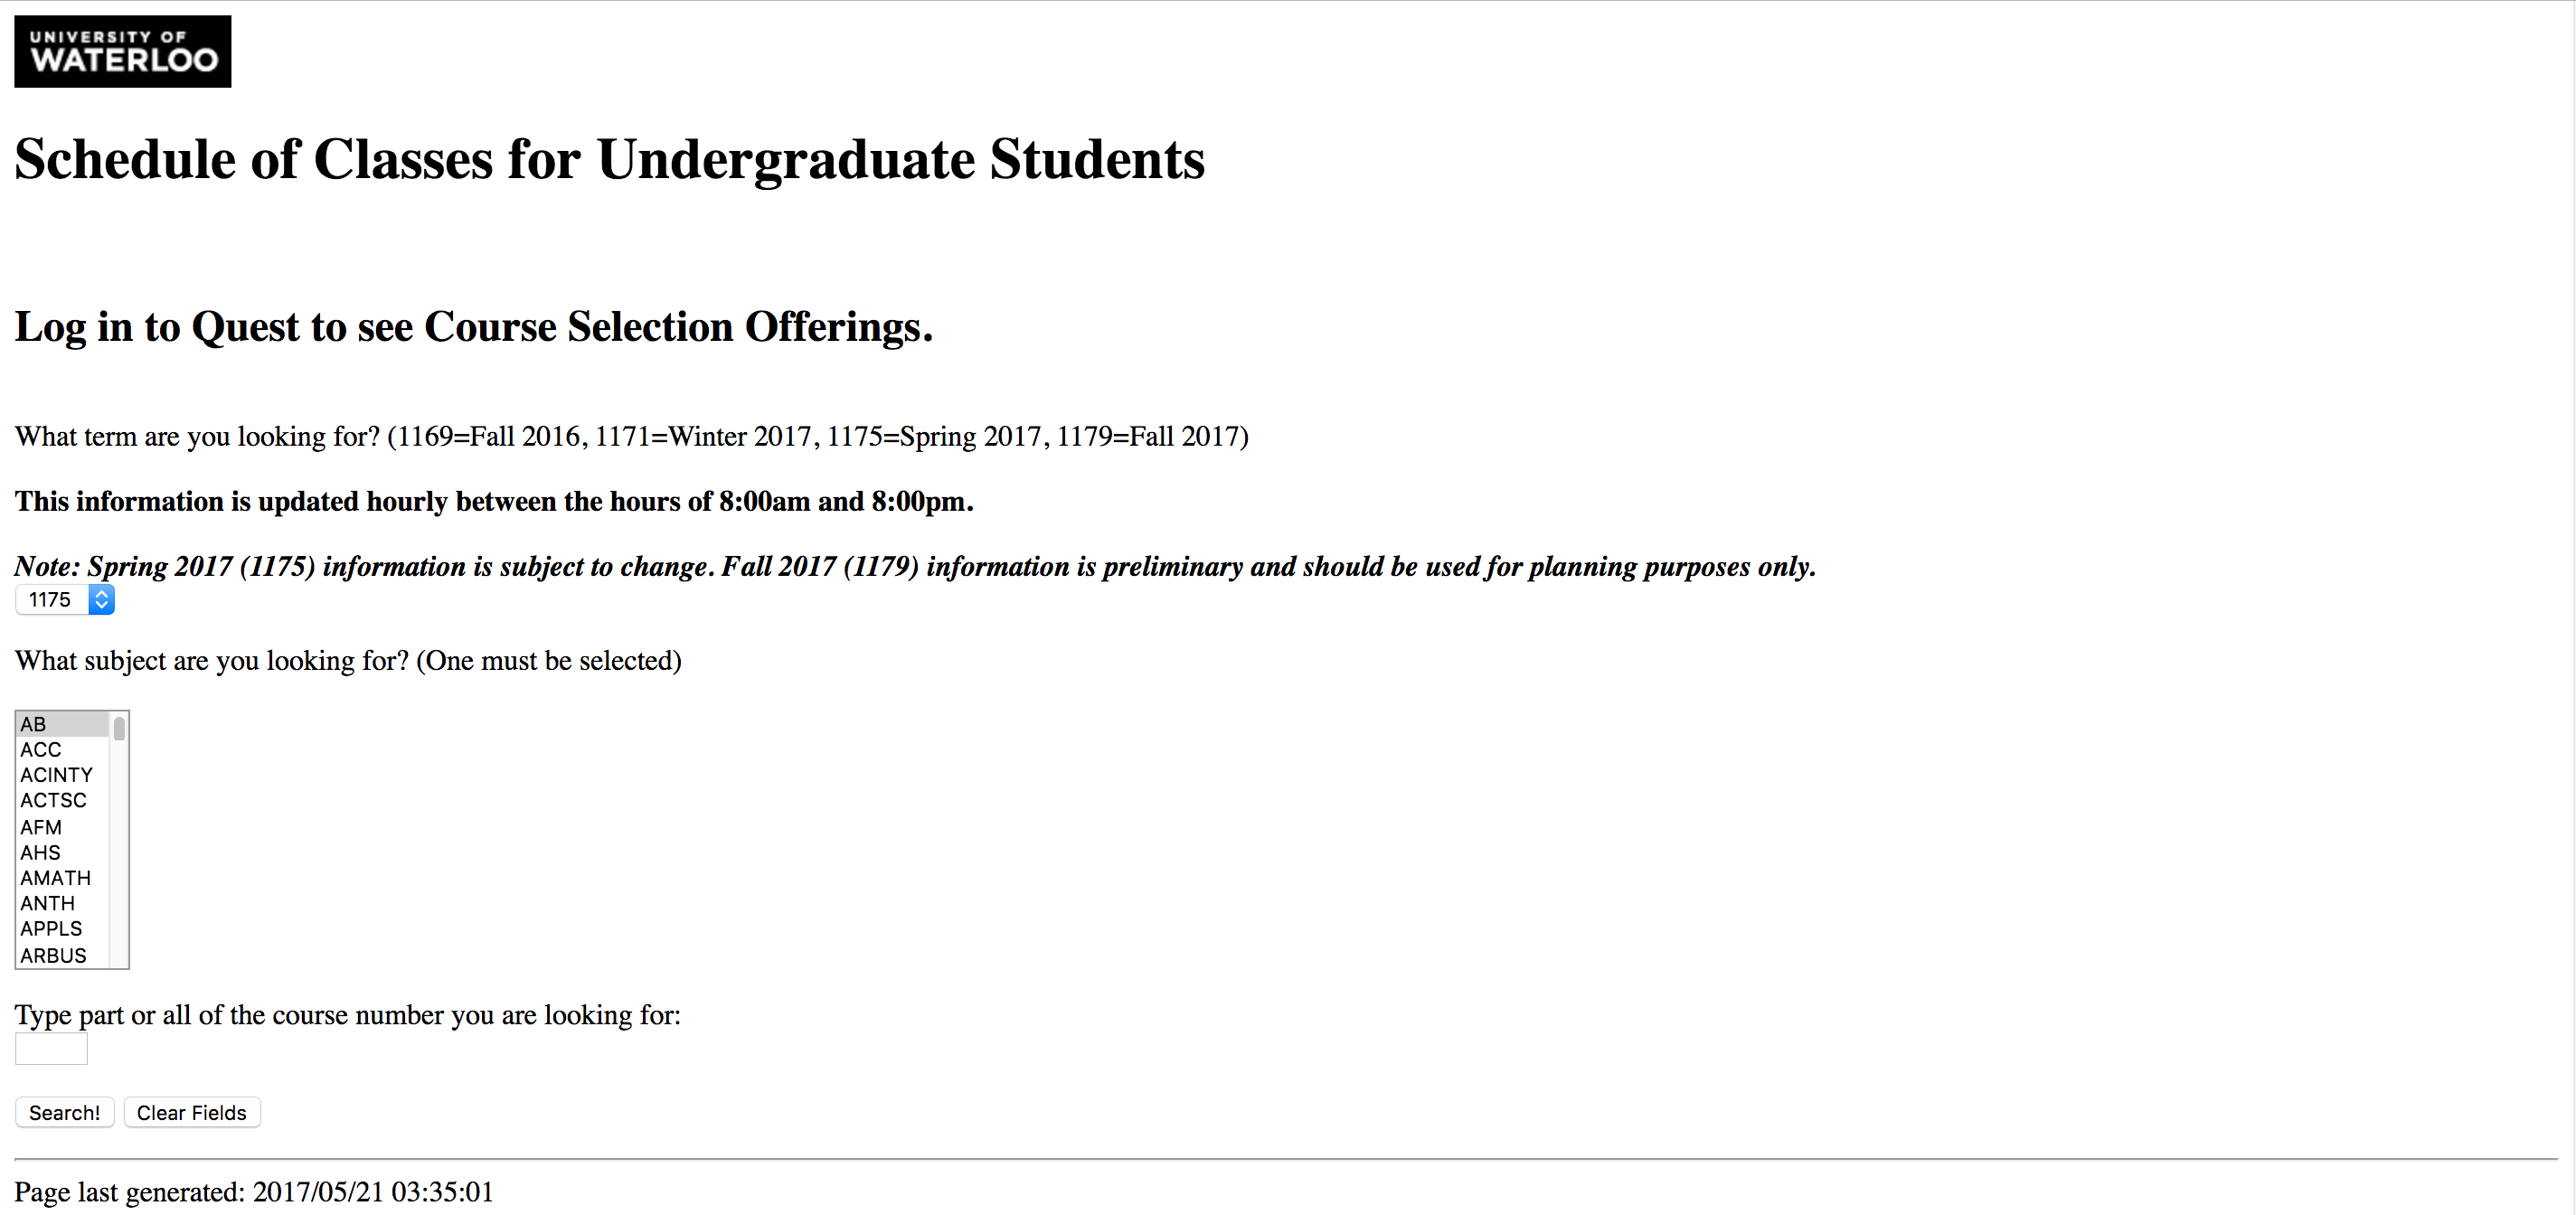 UNIVERSITY OF
WATERLOO
Schedule of Classes for Undergraduate Students
Log in to Quest to see Course Selection Offerings.
What term are you looking for? (1169=Fall 2016, 1171=Winter 2017, 1175=Spring 2017, 1179=Fall 2017)
This information is updated hourly between the hours of 8:00am and 8:00pm.
Note: Spring 2017 (1175) information is subject to change. Fall 2017 (1179) information is preliminary and should be used for planning purposes only.
1175
What subject are you looking for? (One must be selected)
AB
ACC
ACINTY
ACTSC
AFM
AHS
AMATH
ANTH
APPLS
ARBUS
Type part or all of the course number you are looking for:
Search! Clear Fields
Page last generated: 2017/05/21 03:35:01